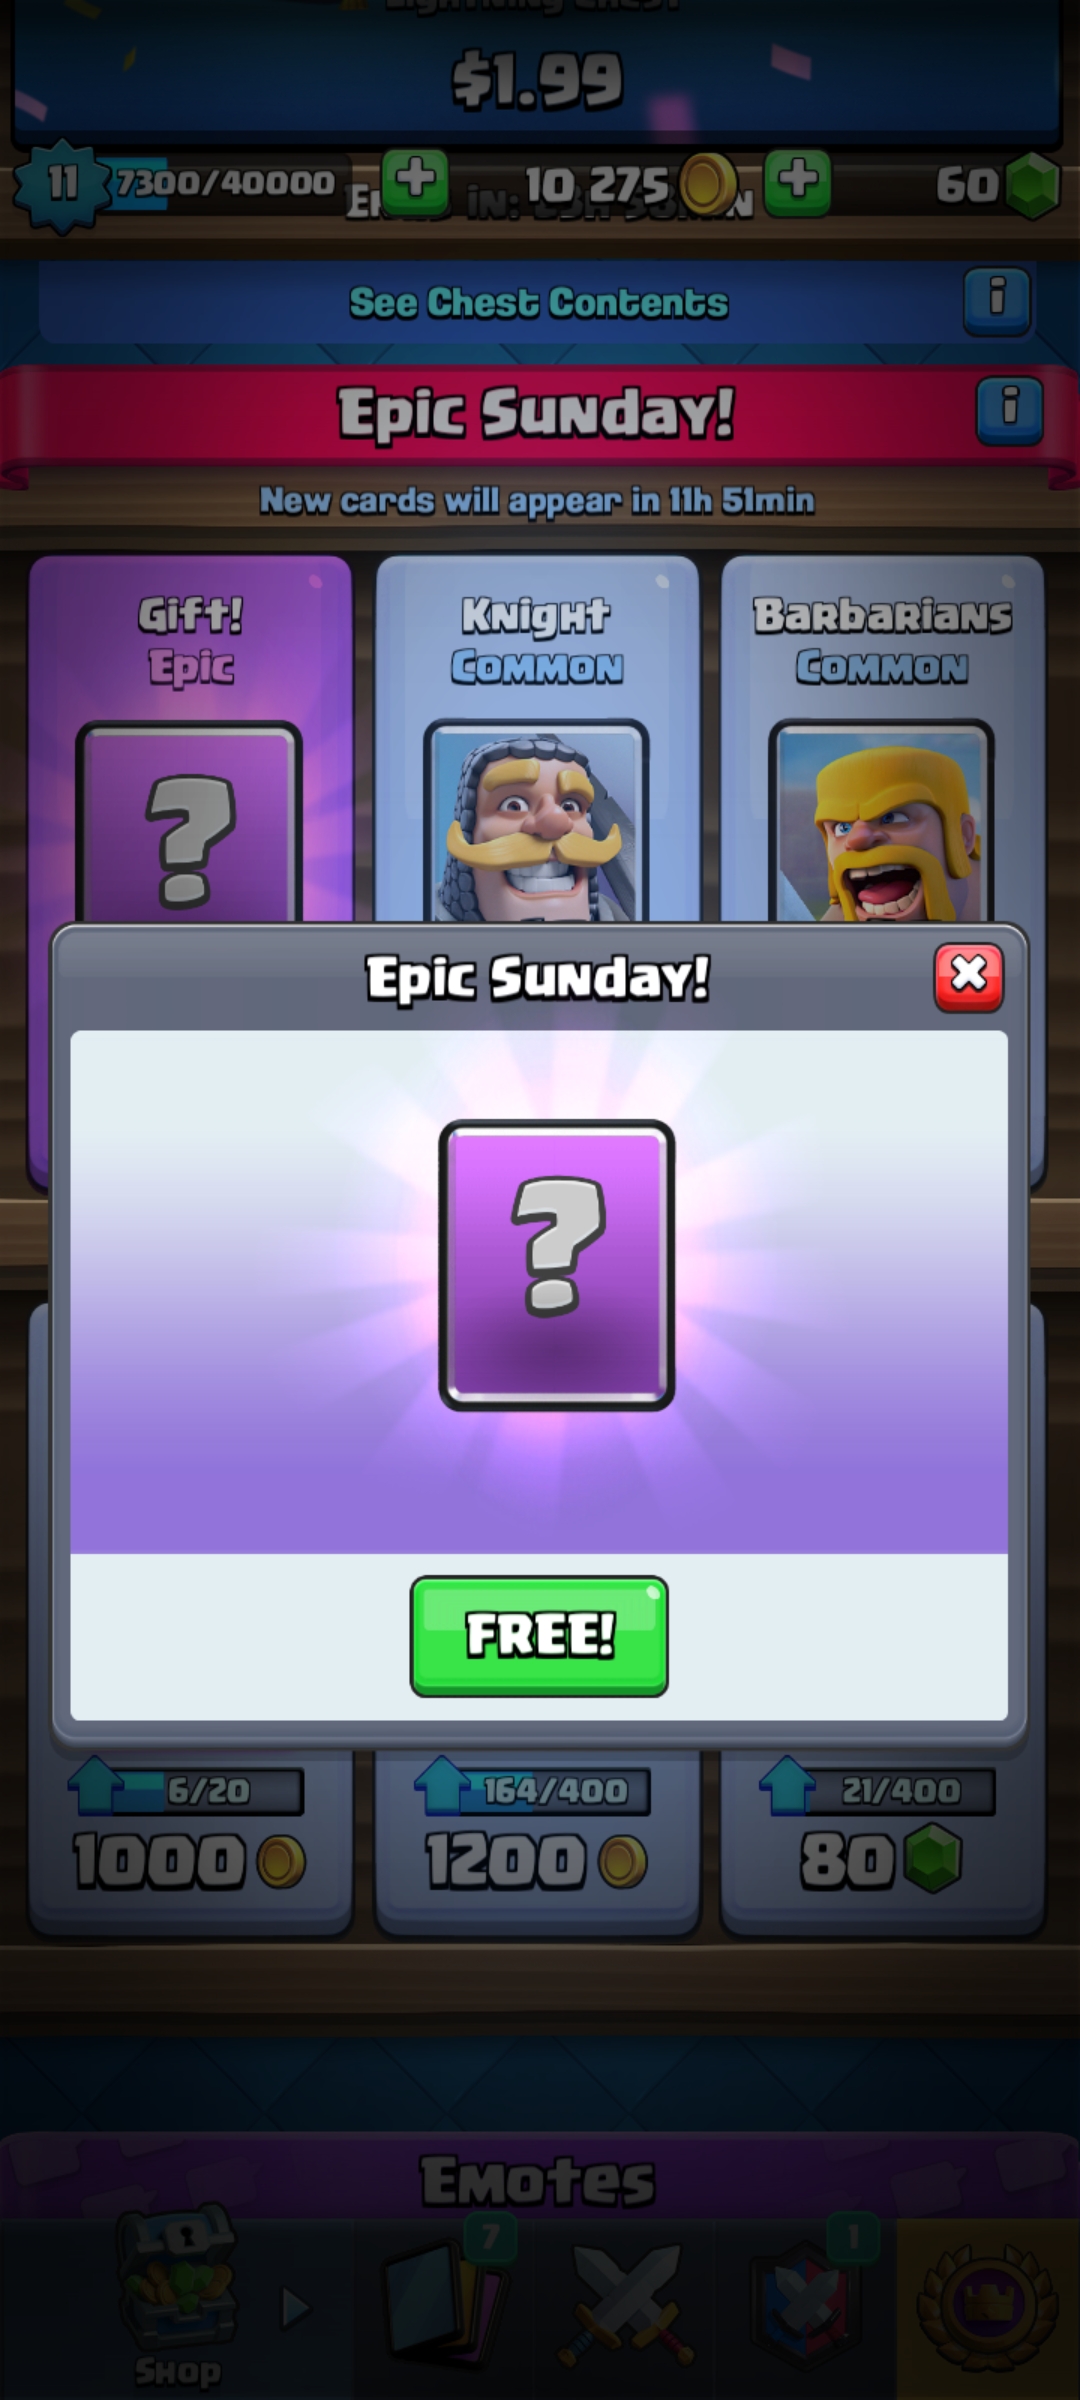 Lightning Chest
$1.99
11
7300/40000
10 275
60
See Chest Contents
i
Epic Sunday!
i
New cards will appear in 11h 51min
Gift!
Epic
?
Knight
Common
Barbarians
Common
Epic Sunday!
?
FREE!
6/20
1000
164/400
1200
21/400
80
Emotes
7
1
Shop